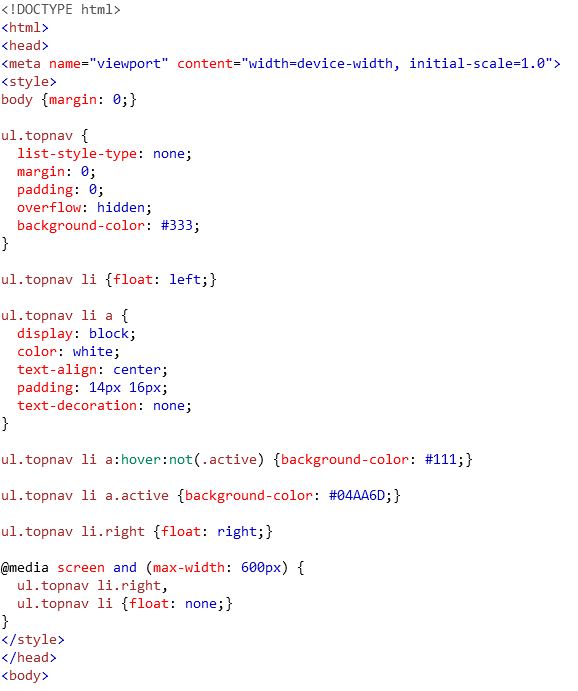 <!DOCTYPE html>
<html>
<head>
<meta name="viewport" content="width=device-width, initial-scale=1.0">
<style>
body {margin: 0;}

ul.topnav {
  list-style-type: none;
  margin: 0;
  padding: 0;
  overflow: hidden;
  background-color: #333;
}

ul.topnav li {float: left;}

ul.topnav li a {
  display: block;
  color: white;
  text-align: center;
  padding: 14px 16px;
  text-decoration: none;
}

ul.topnav li a:hover:not(.active) {background-color: #111;}

ul.topnav li a.active {background-color: #04AA6D;}

ul.topnav li.right {float: right;}

@media screen and (max-width: 600px) {
  ul.topnav li.right,
  ul.topnav li {float: none;}
}
</style>
</head>
<body>